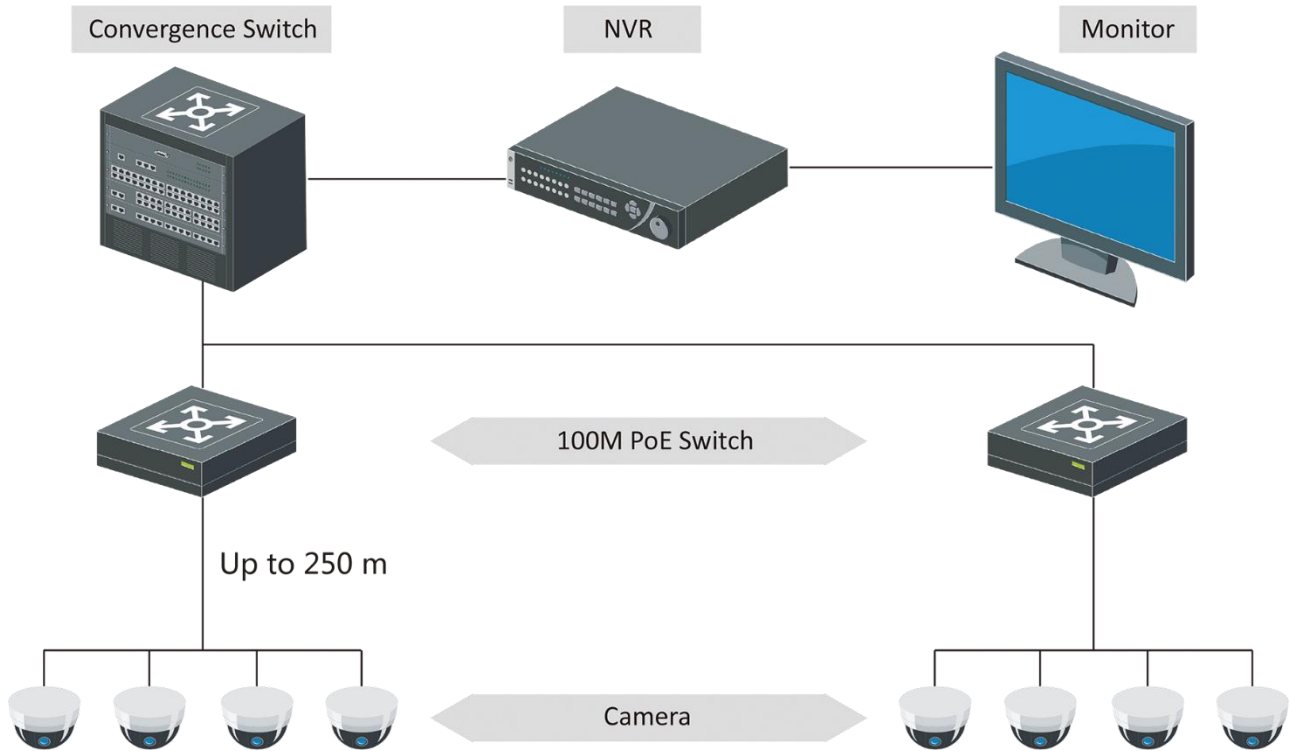 Convergence Switch
NVR
Monitor
100M PoE Switch
Up to 250 m
Camera